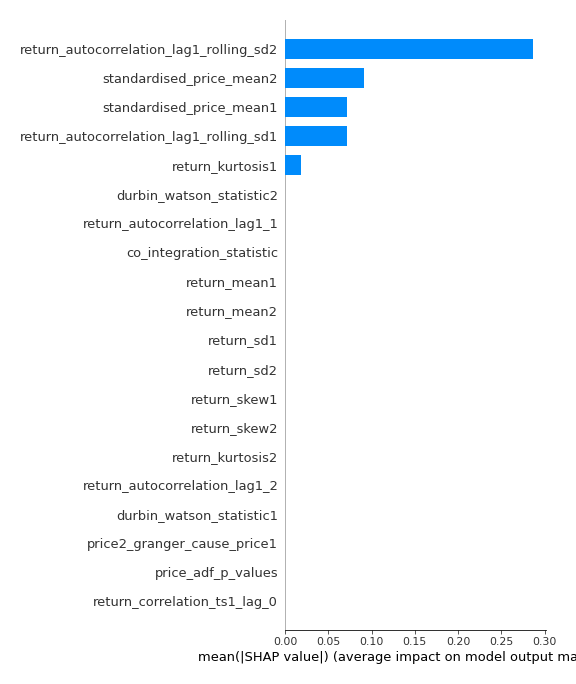 return_autocorrelation_lag1_rolling_sd2
standardised_price_mean2
standardised_price_mean1
return_autocorrelation_lag1_rolling_sd1
return_kurtosis1
durbin_watson_statistic2
return_autocorrelation_lag1_1
co_integration_statistic
return_mean1
return_mean2
return_sd1
return_sd2
return_skew1
return_skew2
return_kurtosis2
return_autocorrelation_lag1_2
durbin_watson_statistic1
price2_granger_cause_price1
price_adf_p_values
return_correlation_ts1_lag_0
0.00 0.05 0.10 0.15 0.20 0.25 0.30
mean(|SHAP value|) (average impact on model output ma